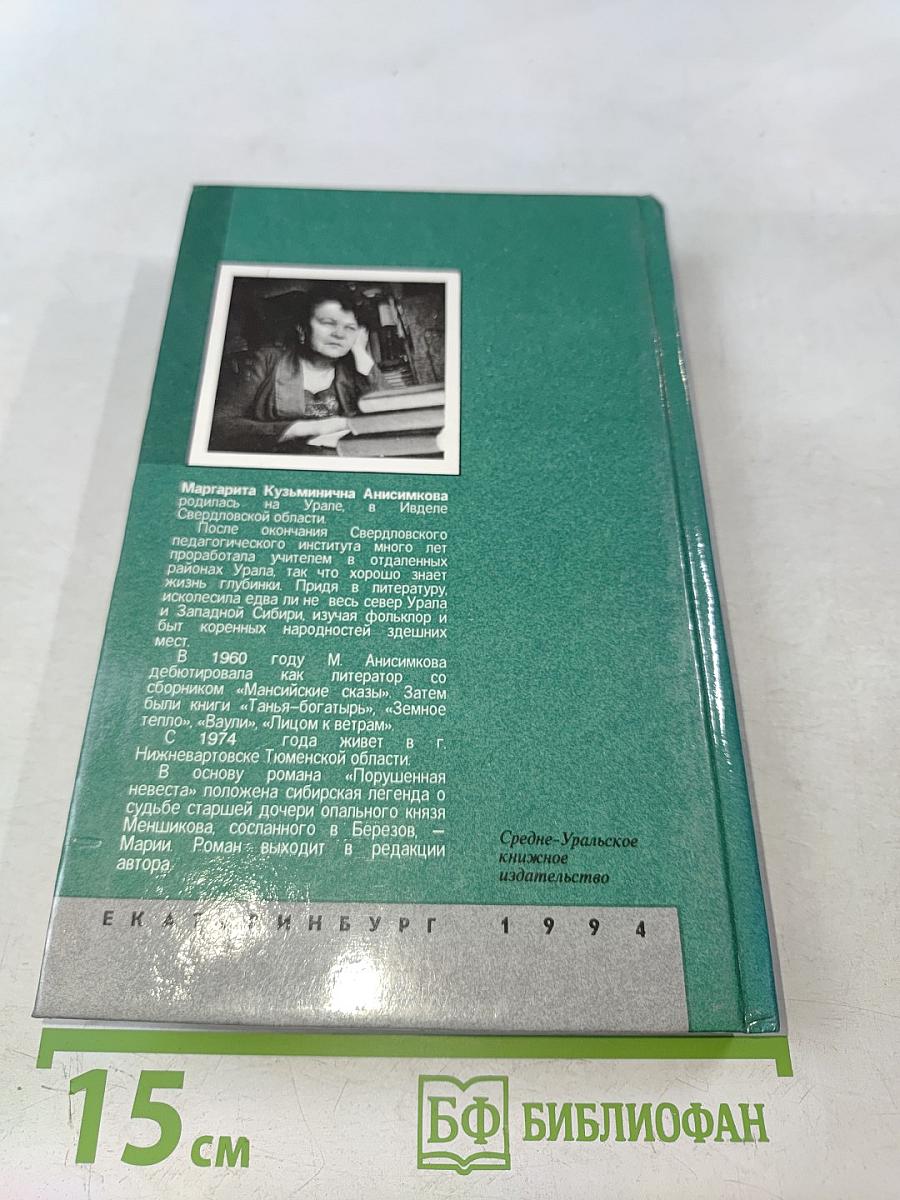 Маргарита Кузьминична Анисимкова
родилась на Урале, в Ивделе
Свердловской области.
После окончания Свердловского
педагогического института много лет
проработала учителем в отдаленных
районах Урала, так что хорошо знает
жизнь глубинки. Придя в литературу,
исколесила едва ли не весь север Урала
и Западной Сибири, изучая фольклор и
быт коренных народностей здешних
мест.
В 1960 году М. Анисимкова
дебютировала как литератор со
сборником «Мансийские сказы». Затем
были книги «Танья–богатырь», «Земное
тепло», «Ваули», «Лицом к ветрам».
С 1974 года живет в г.
Нижневартовске Тюменской области.
В основу романа «Порушенная
невеста» положена сибирская легенда о
судьбе старшей дочери опального князя
Меншикова, сосланного в Березов, —
Марии. Роман выходит в редакции
автора.
Средне–Уральское
книжное
издательство
ЕКАТЕРИНБУРГ 1994
15 см
БФ БИБЛИОФАН